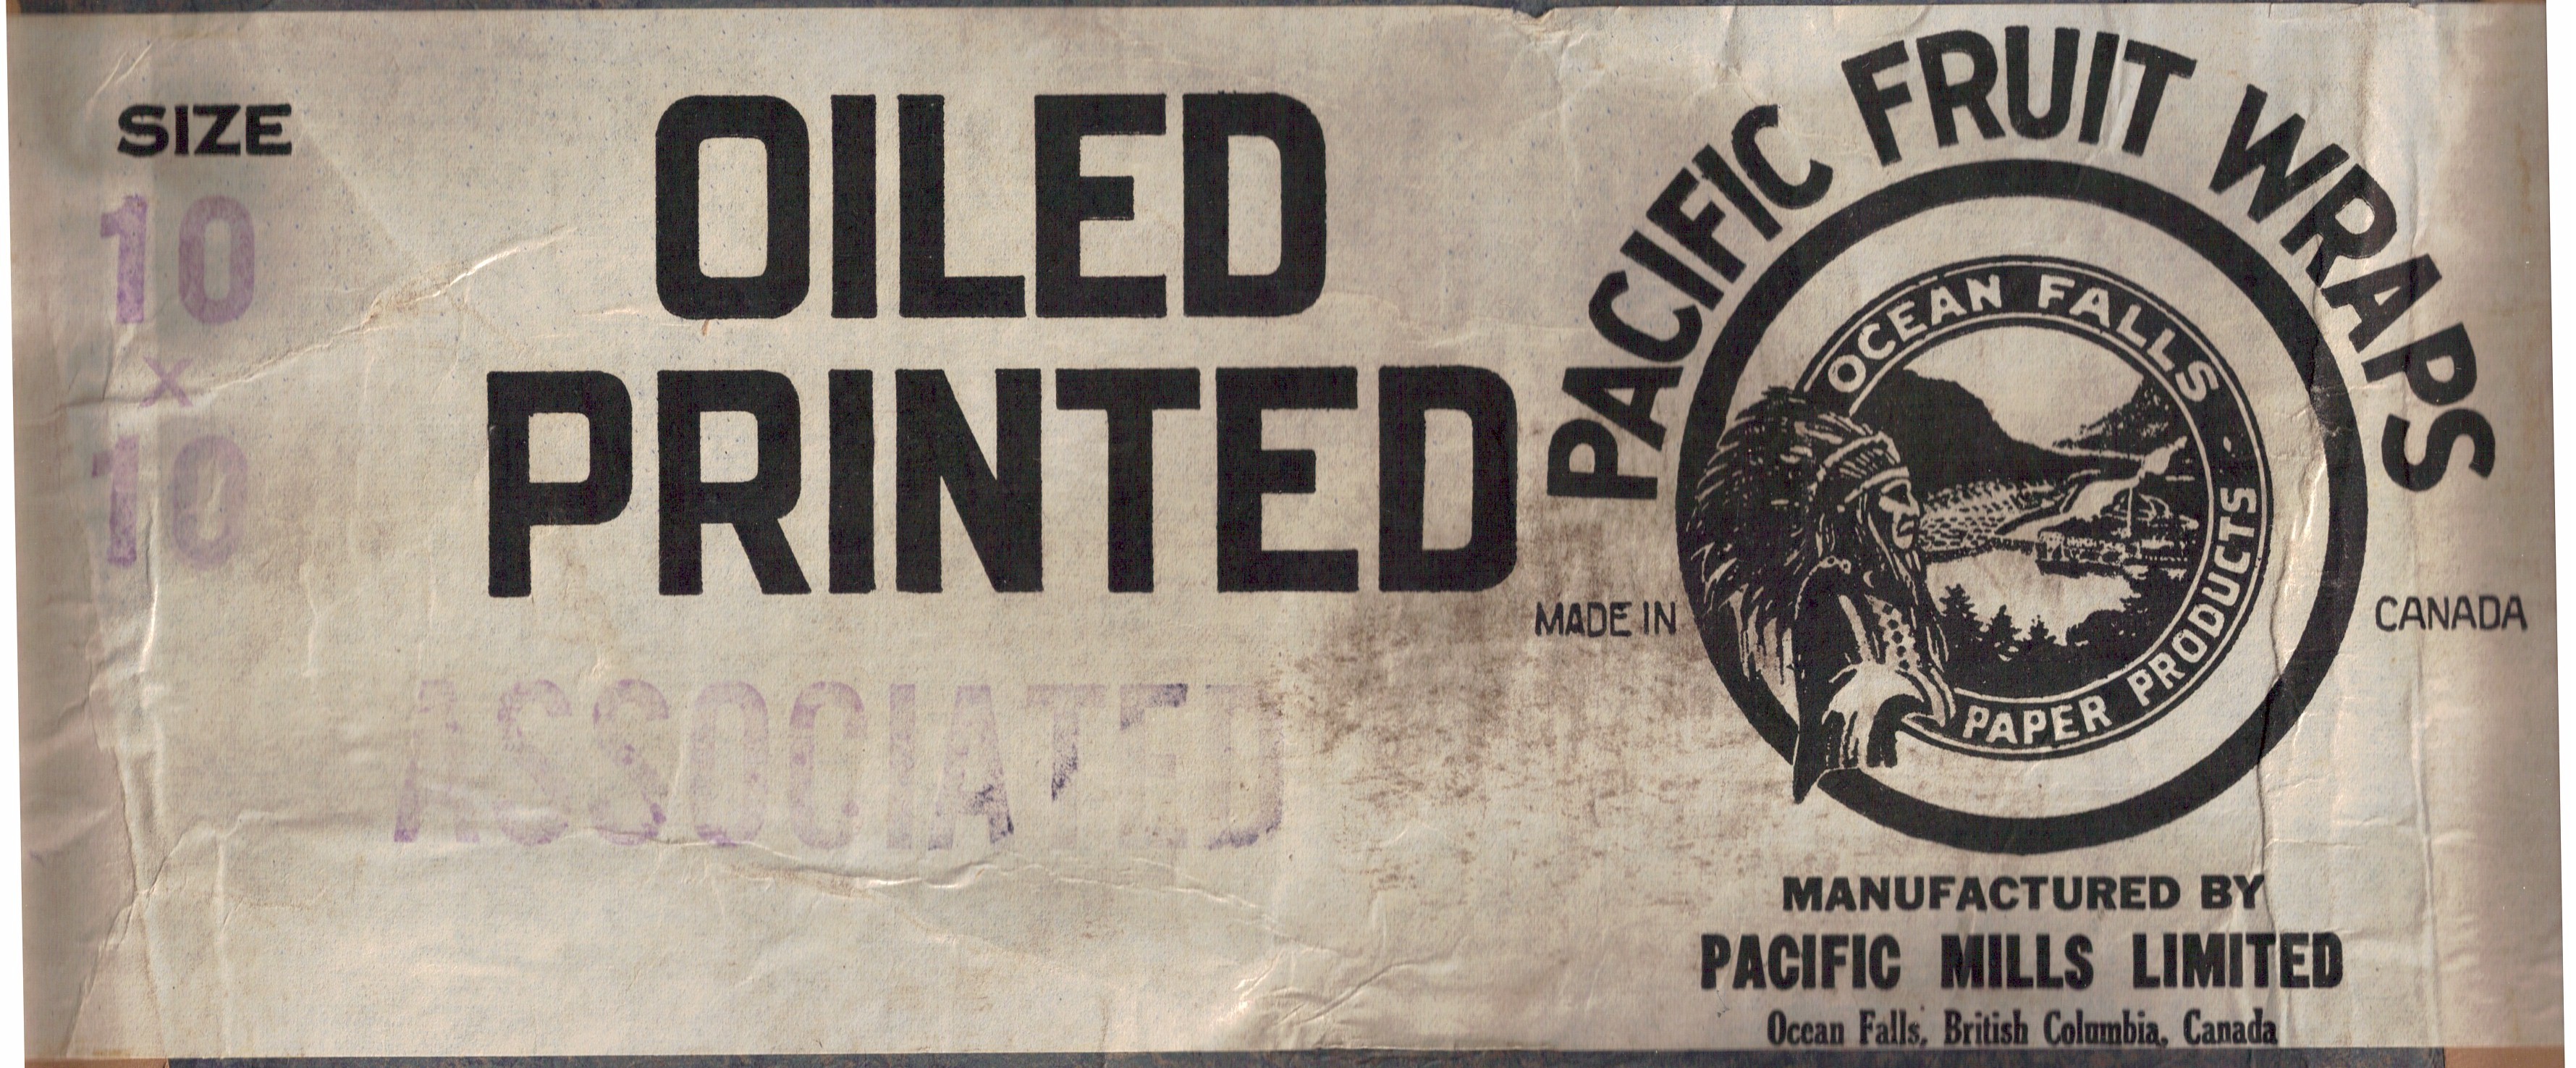 SIZE
10
x
10
OILED
PRINTED
ASSOCIATED
PACIFIC FRUIT WRAPS
OCEAN FALLS · PAPER PRODUCTS
MADE IN CANADA
MANUFACTURED BY
PACIFIC MILLS LIMITED
Ocean Falls, British Columbia, Canada